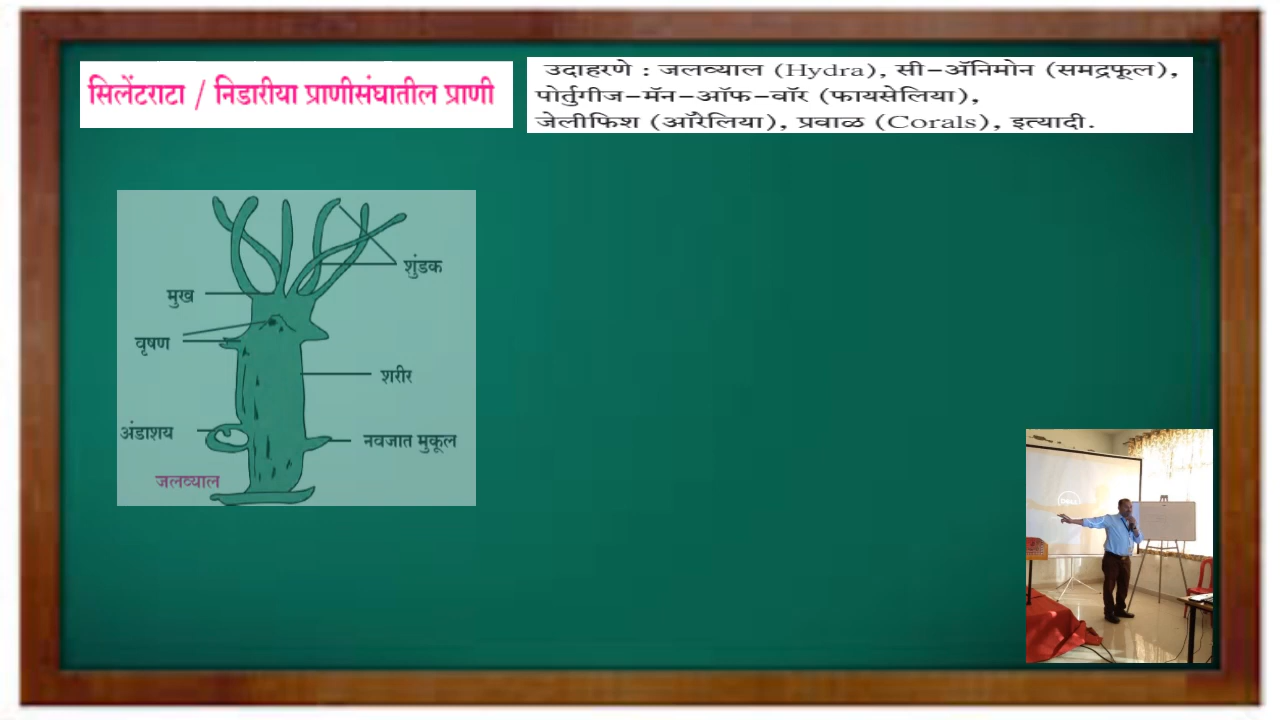 सिलेंटराटा / निडारीया प्राणीसंघातील प्राणी
उदाहरणे : जलव्याल (Hydra), सी-ॲनिमोन (समद्रफूल),
पोर्तुगीज-मॅन-ऑफ-वॉर (फायसेलिया),
जेलीफिश (ऑरेलिया), प्रवाळ (Corals), इत्यादी.
शुंडक
मुख
वृषण
शरीर
अंडाशय
नवजात मुकूल
जलव्याल
DELL